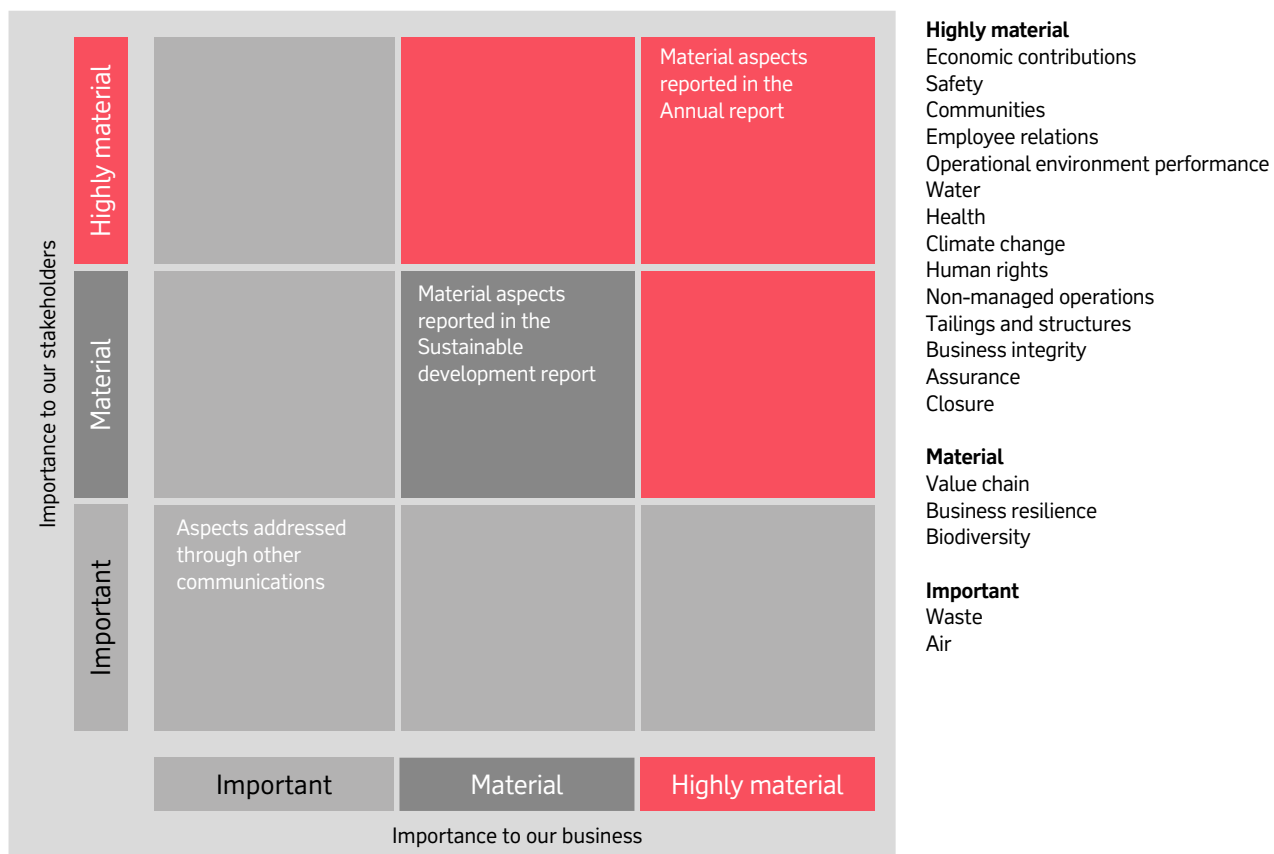 Importance to our stakeholders
Highly material
Material
Important
Material aspects
reported in the
Annual report
Material aspects
reported in the
Sustainable
development report
Aspects addressed
through other
communications
Important
Material
Highly material
Importance to our business
Highly material
Economic contributions
Safety
Communities
Employee relations
Operational environment performance
Water
Health
Climate change
Human rights
Non-managed operations
Tailings and structures
Business integrity
Assurance
Closure
Material
Value chain
Business resilience
Biodiversity
Important
Waste
Air